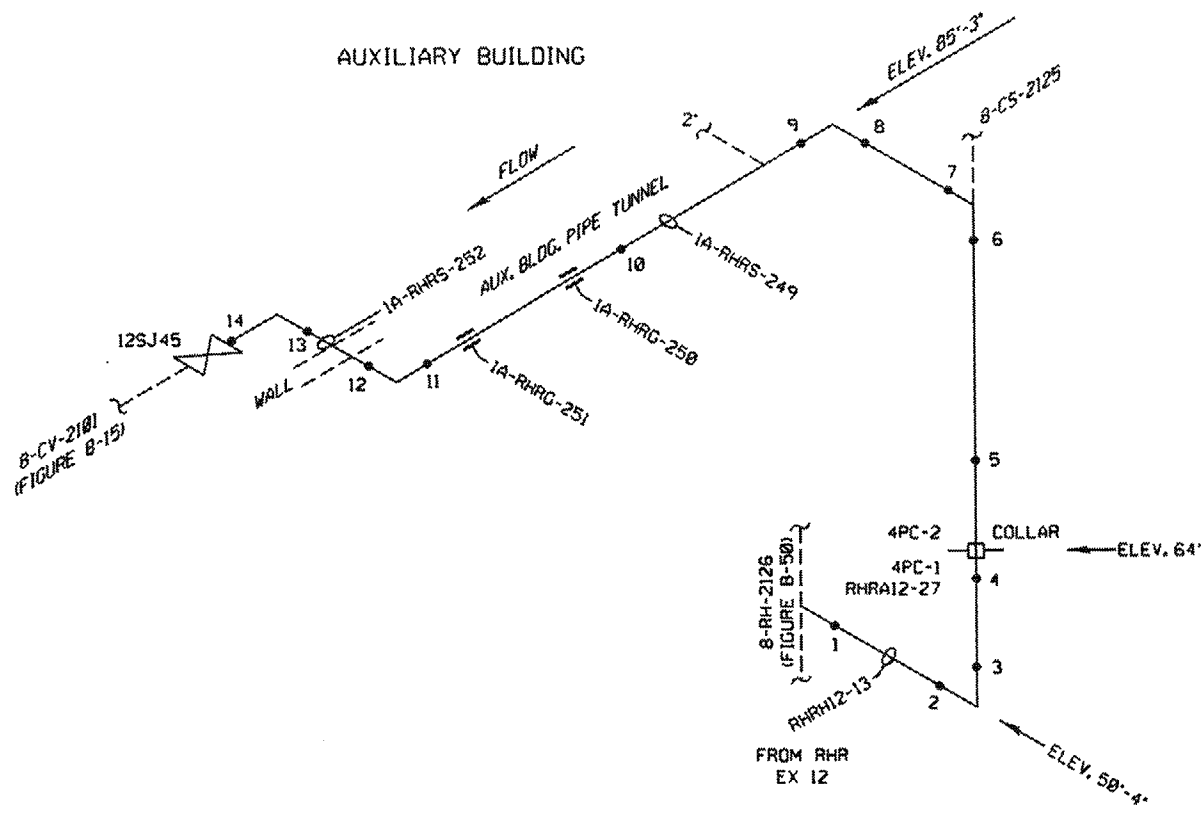 AUXILIARY BUILDING
ELEV. 85'-3"
8-CS-2125
2"
9
8
7
FLOW
AUX. BLDG. PIPE TUNNEL
6
1A-RHRS-249
10
1A-RHRS-252
1A-RHRG-250
14
12SJ45
13
WALL
12
11
1A-RHRG-251
8-CV-2101
(FIGURE B-15)
5
4PC-2
COLLAR
ELEV. 64'
4PC-1
RHRA12-27
4
8-RH-2126
(FIGURE B-50)
1
3
RHRH12-13
2
FROM RHR
EX 12
ELEV. 50'-4"